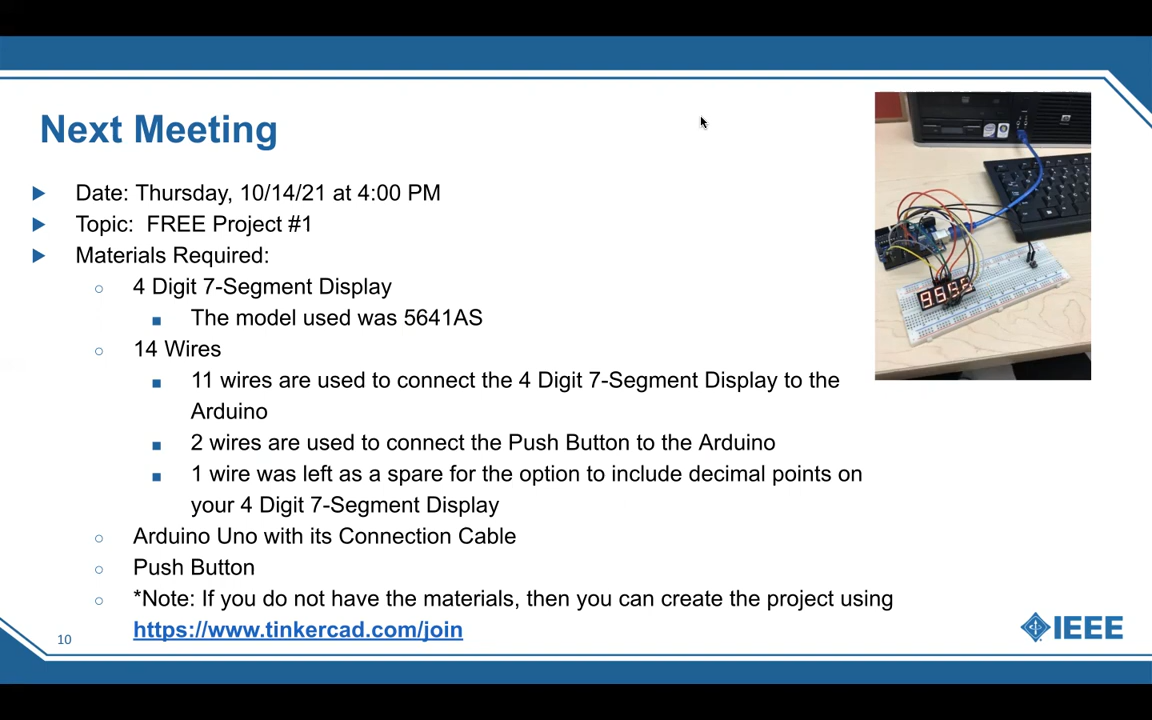 Next Meeting
Date: Thursday, 10/14/21 at 4:00 PM
Topic: FREE Project #1
Materials Required:
4 Digit 7-Segment Display
The model used was 5641AS
14 Wires
11 wires are used to connect the 4 Digit 7-Segment Display to the
Arduino
2 wires are used to connect the Push Button to the Arduino
1 wire was left as a spare for the option to include decimal points on
your 4 Digit 7-Segment Display
Arduino Uno with its Connection Cable
Push Button
*Note: If you do not have the materials, then you can create the project using
https://www.tinkercad.com/join
10
IEEE